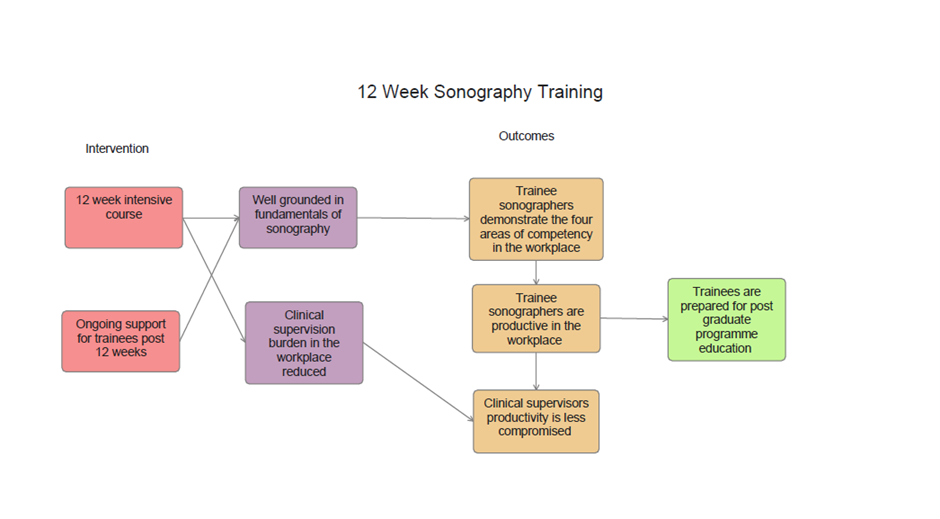 12 Week Sonography Training
Outcomes
Intervention
12 week intensive
course
Well grounded in
fundamentals of
sonography
Trainee
sonographers
demonstrate the four
areas of competency
in the workplace
Ongoing support
for trainees post
12 weeks
Clinical
supervision
burden in the
workplace
reduced
Trainee
sonographers are
productive in the
workplace
Trainees are
prepared for post
graduate
programme
education
Clinical supervisors
productivity is less
compromised